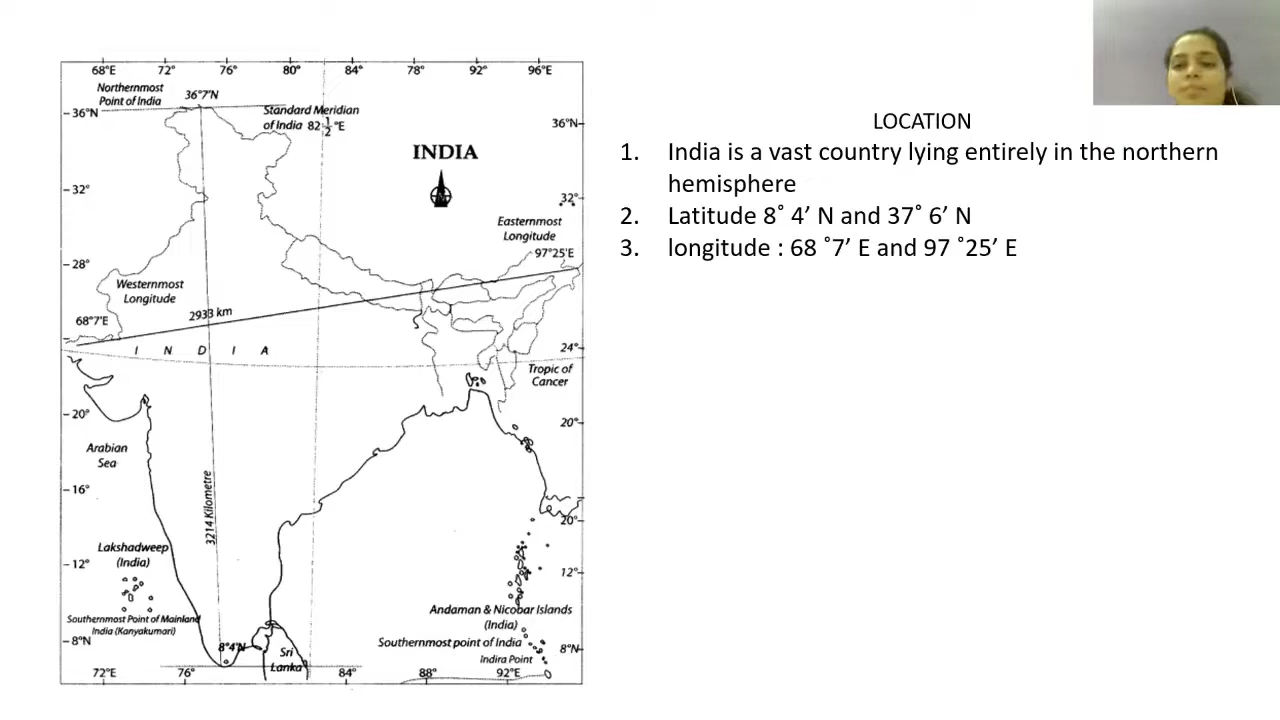 68°E 72° 76° 80° 84° 78° 92° 96°E
Northernmost
Point of India
36°7'N
36°N
Standard Meridian
of India 82 1/2 °E
36°N
INDIA
32°
32°
Easternmost
Longitude
97°25'E
28°
Westernmost
Longitude
2933 km
68°7'E
I N D I A
24°
Tropic of
Cancer
20°
20°
Arabian
Sea
16°
3214 Kilometre
20°
Lakshadweep
(India)
12°
12°
Andaman & Nicobar Islands
(India)
Southernmost Point of Mainland
India (Kanyakumari)
8°N
8°4'N
Sri
Lanka
Southernmost point of India
Indira Point
8°N
72°E 76° 84° 88° 92°E
LOCATION
1. India is a vast country lying entirely in the northern
hemisphere
2. Latitude 8˚ 4’ N and 37˚ 6’ N
3. longitude : 68 ˚7’ E and 97 ˚25’ E